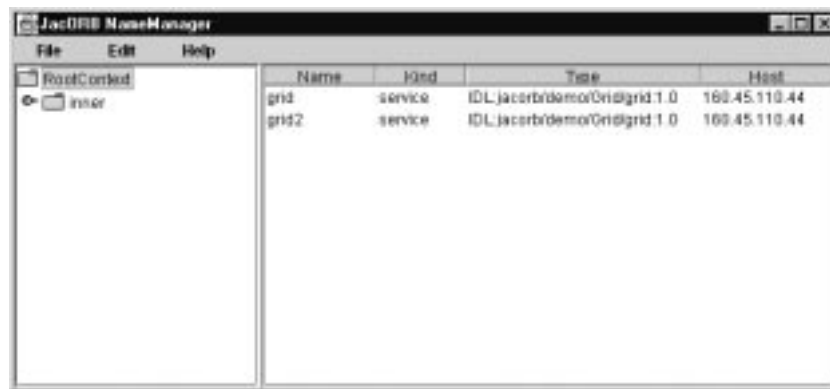 JacORB NameManager
File Edit Help
RootContext
inner
Name Kind Type Host
grid service IDL:jacorb/demo/Grid/grid:1.0 160.45.110.44
grid2 service IDL:jacorb/demo/Grid/grid:1.0 160.45.110.44